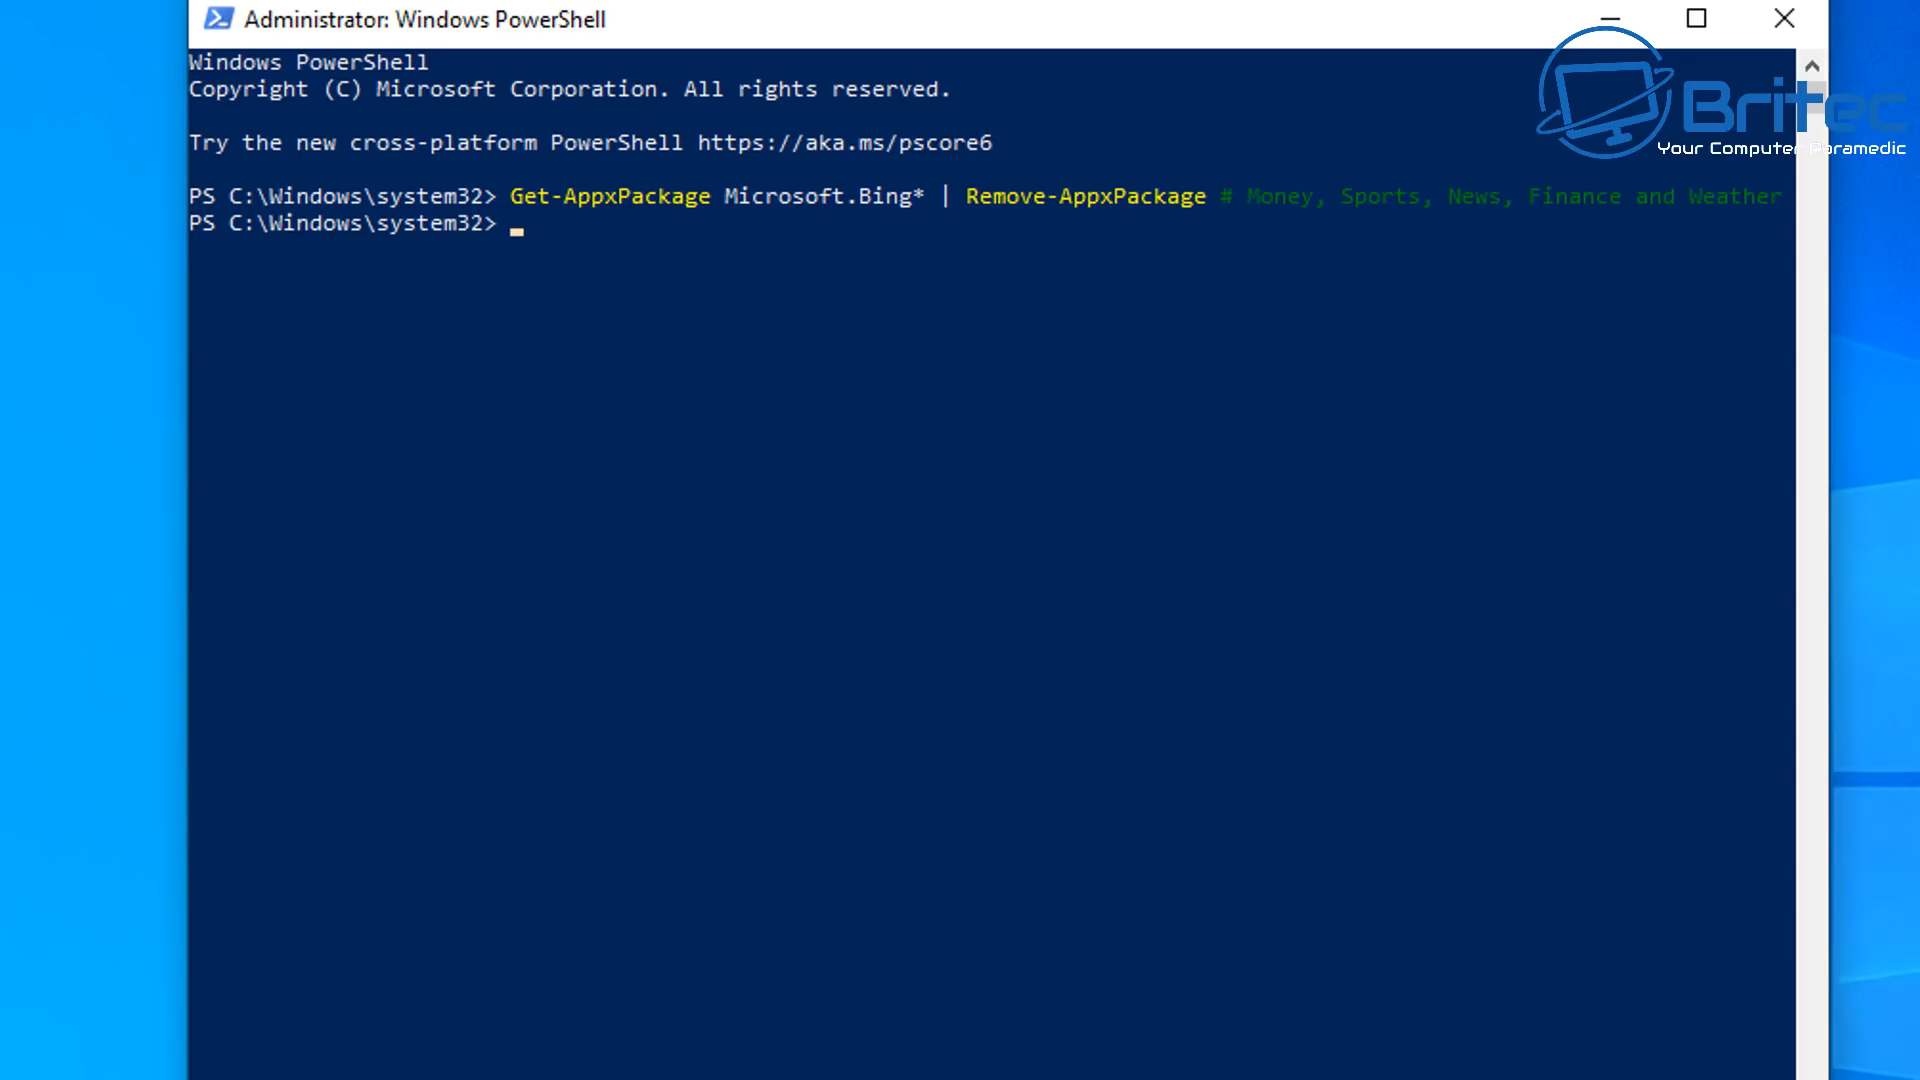 Administrator: Windows PowerShell
Windows PowerShell
Copyright (C) Microsoft Corporation. All rights reserved.
Try the new cross-platform PowerShell https://aka.ms/pscore6
PS C:\Windows\system32> Get-AppxPackage Microsoft.Bing* | Remove-AppxPackage # Money, Sports, News, Finance and Weather
PS C:\Windows\system32>
Britec
Your Computer Paramedic